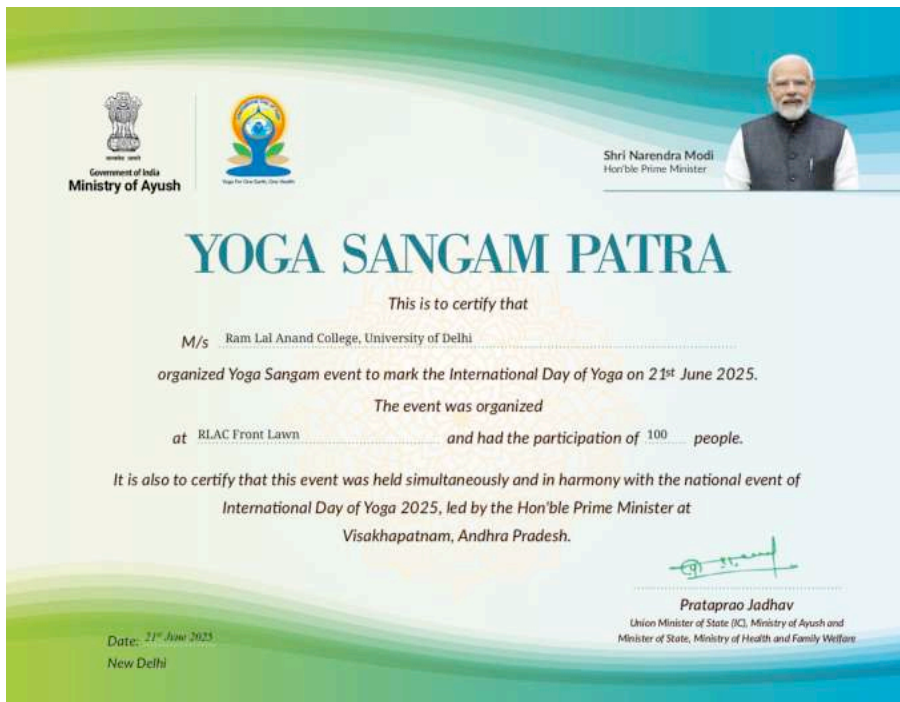 Government of India
Ministry of Ayush
Yoga For One Earth, One Health
Shri Narendra Modi
Hon'ble Prime Minister
YOGA SANGAM PATRA
This is to certify that
M/s Ram Lal Anand College, University of Delhi
organized Yoga Sangam event to mark the International Day of Yoga on 21st June 2025.
The event was organized
at RLAC Front Lawn and had the participation of 100 people.
It is also to certify that this event was held simultaneously and in harmony with the national event of
International Day of Yoga 2025, led by the Hon'ble Prime Minister at
Visakhapatnam, Andhra Pradesh.
Prataprao Jadhav
Union Minister of State (IC), Ministry of Ayush and
Minister of State, Ministry of Health and Family Welfare
Date: 21st June 2025
New Delhi